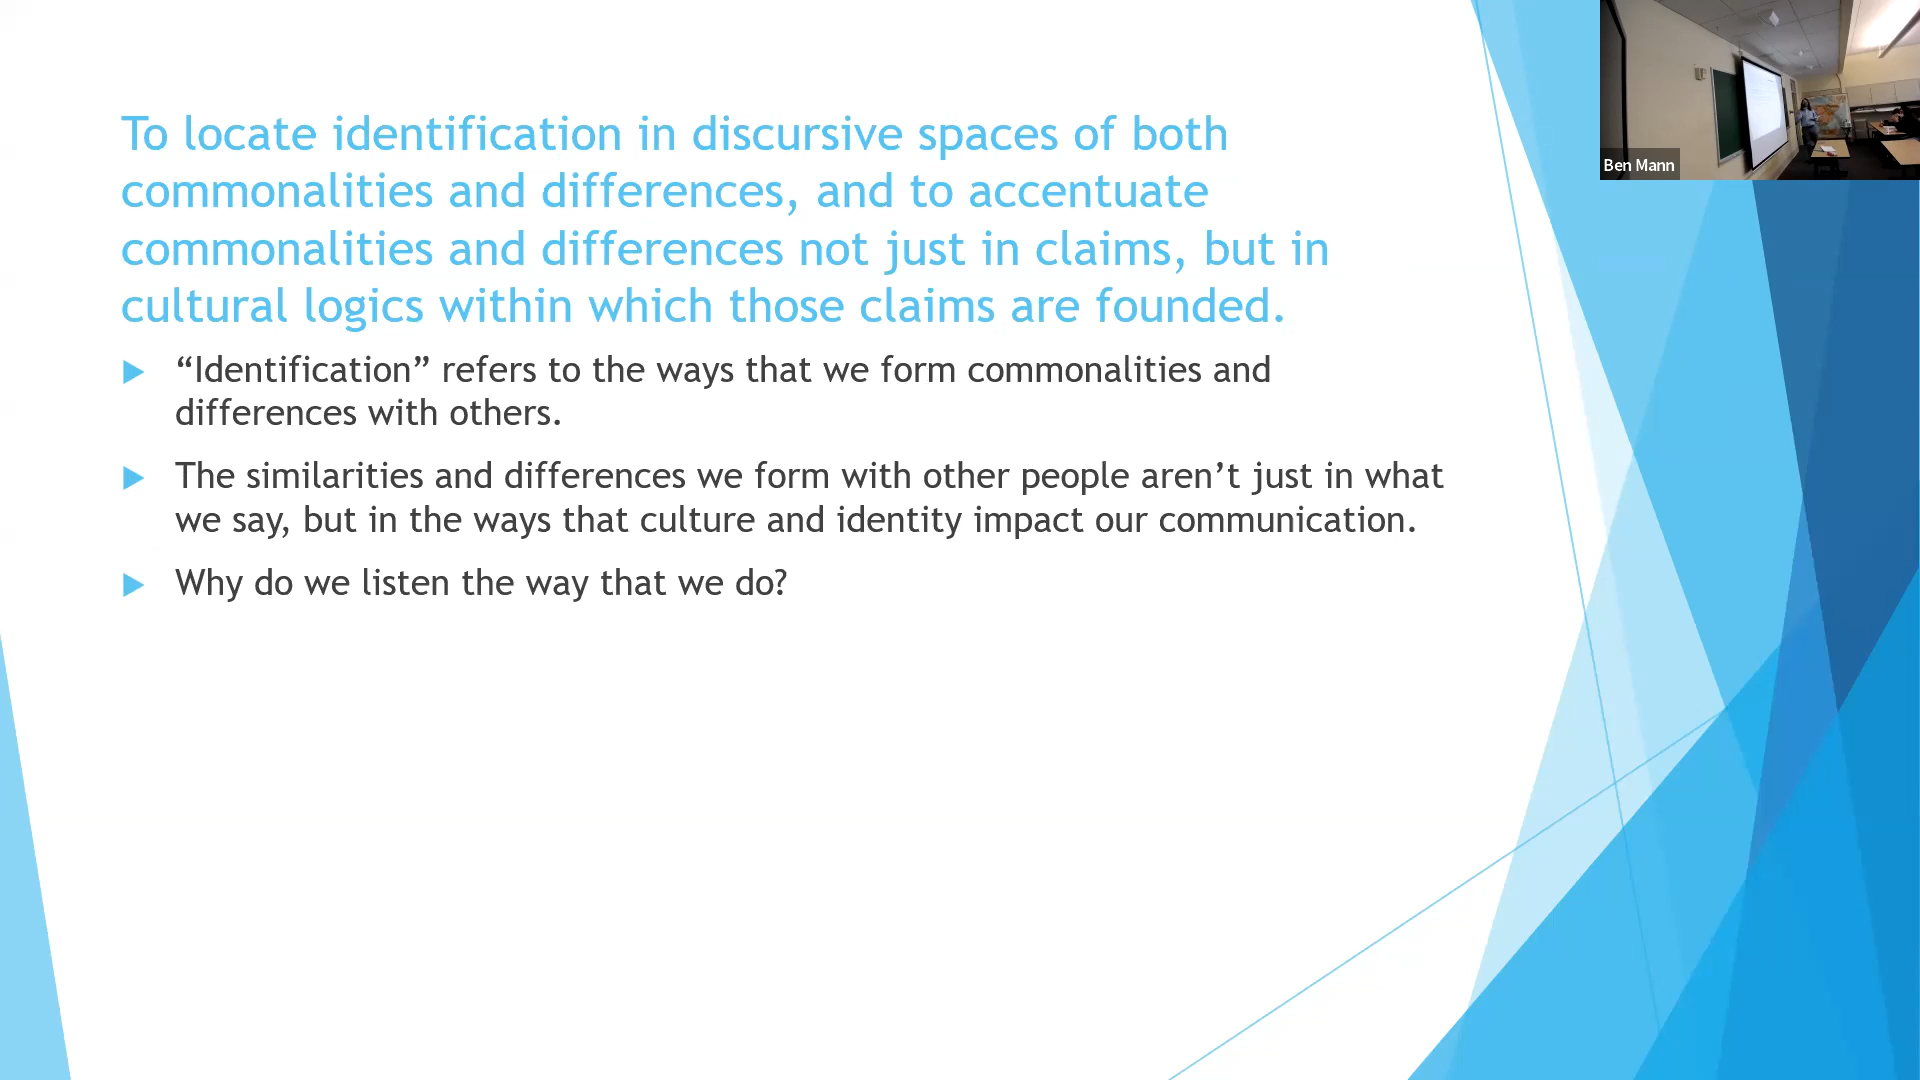 To locate identification in discursive spaces of both
commonalities and differences, and to accentuate
commonalities and differences not just in claims, but in
cultural logics within which those claims are founded.
“Identification” refers to the ways that we form commonalities and
differences with others.
The similarities and differences we form with other people aren’t just in what
we say, but in the ways that culture and identity impact our communication.
Why do we listen the way that we do?
Ben Mann